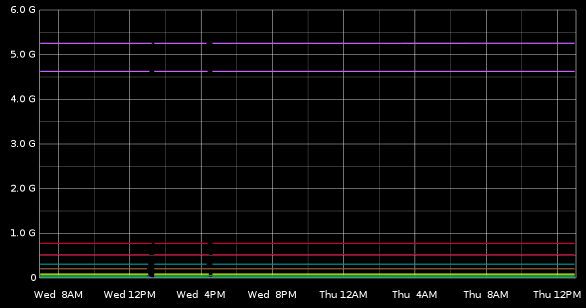 6.0 G
5.0 G
4.0 G
3.0 G
2.0 G
1.0 G
0
Wed 8AM Wed 12PM Wed 4PM Wed 8PM Thu 12AM Thu 4AM Thu 8AM Thu 12PM